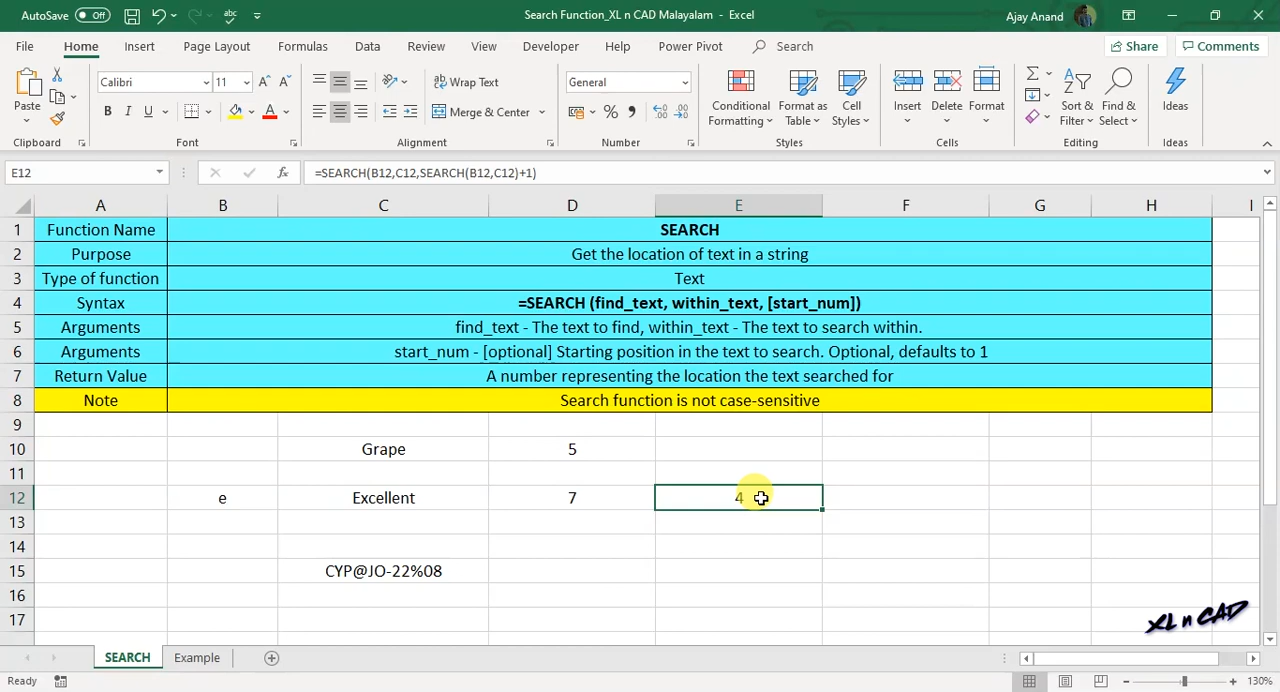 AutoSave Off abc Search Function_XL n CAD Malayalam - Excel Ajay Anand
File Home Insert Page Layout Formulas Data Review View Developer Help Power Pivot Search Share Comments
Paste Calibri 11 A A Wrap Text General Conditional Formatting Format as Table Cell Styles Insert Delete Format Sort & Filter Find & Select Ideas
B I U A Merge & Center % ,
Clipboard Font Alignment Number Styles Cells Editing Ideas
E12 fx =SEARCH(B12,C12,SEARCH(B12,C12)+1)
A B C D E F G H I
1 Function Name SEARCH
2 Purpose Get the location of text in a string
3 Type of function Text
4 Syntax =SEARCH (find_text, within_text, [start_num])
5 Arguments find_text - The text to find, within_text - The text to search within.
6 Arguments start_num - [optional] Starting position in the text to search. Optional, defaults to 1
7 Return Value A number representing the location the text searched for
8 Note Search function is not case-sensitive
9
10 Grape 5
11
12 e Excellent 7 4
13
14
15 CYP@JO-22%08
16
17
XL n CAD
SEARCH Example
Ready 130%